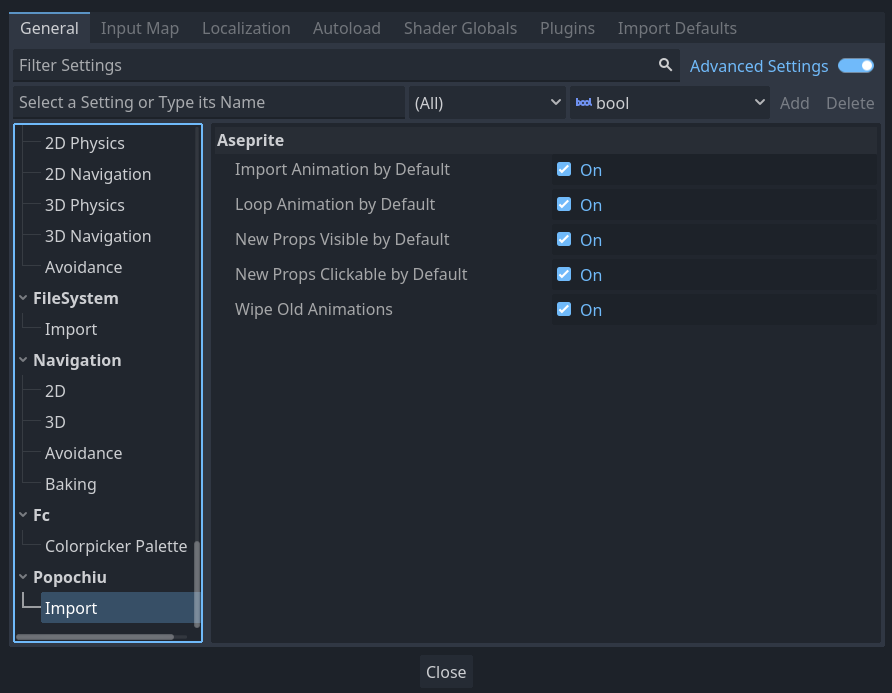 General Input Map Localization Autoload Shader Globals Plugins Import Defaults
Filter Settings Advanced Settings
Select a Setting or Type its Name (All) bool bool Add Delete
2D Physics
2D Navigation
3D Physics
3D Navigation
Avoidance
FileSystem
Import
Navigation
2D
3D
Avoidance
Baking
Fc
Colorpicker Palette
Popochiu
Import
Aseprite
Import Animation by Default On
Loop Animation by Default On
New Props Visible by Default On
New Props Clickable by Default On
Wipe Old Animations On
Close